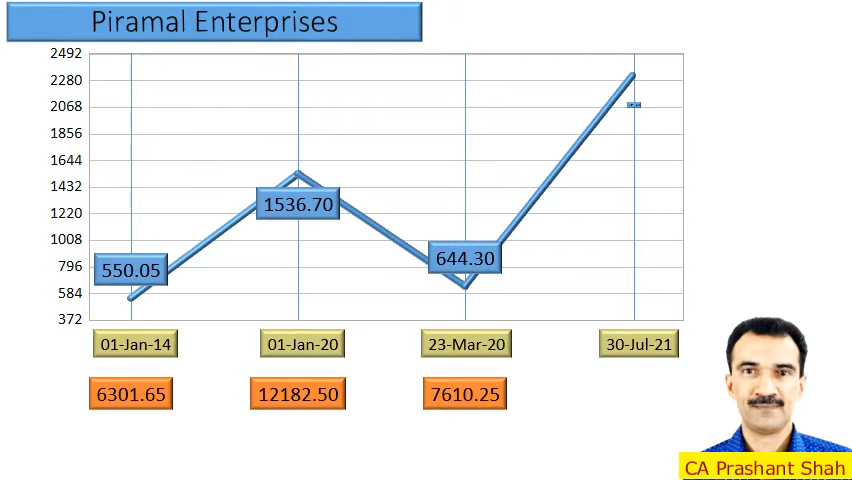 Piramal Enterprises
2492
2280
2068
1856
1644
1432
1220
1008
796
584
372
550.05
1536.70
644.30
01-Jan-14
01-Jan-20
23-Mar-20
30-Jul-21
6301.65
12182.50
7610.25
CA Prashant Shah